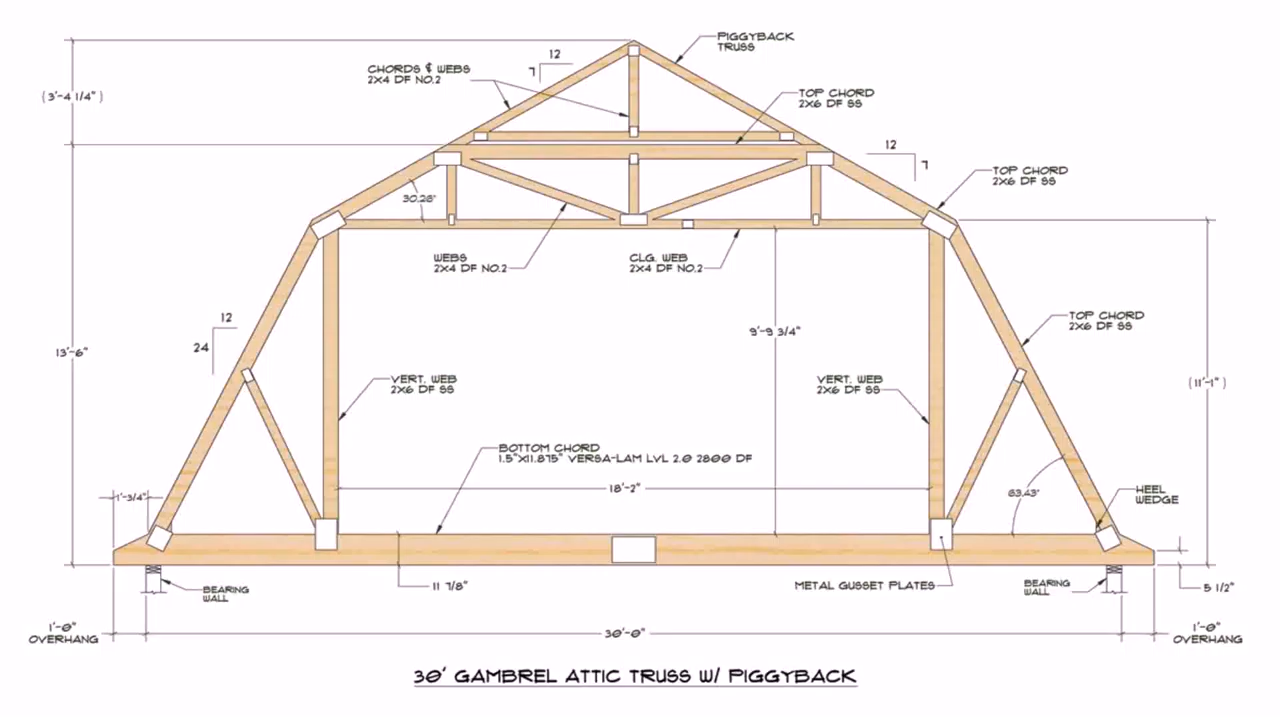 PIGGYBACK
TRUSS
12
7
CHORDS & WEBS
2X4 DF NO.2
(3'-4 1/4")
TOP CHORD
2X6 DF SS
12
7
TOP CHORD
2X6 DF SS
30.26°
WEBS
2X4 DF NO.2
CLG. WEB
2X4 DF NO.2
12
24
9'-9 3/4"
TOP CHORD
2X6 DF SS
13'-6"
(11'-1")
VERT. WEB
2X6 DF SS
VERT. WEB
2X6 DF SS
BOTTOM CHORD
1.5"X11.875" VERSA-LAM LVL 2.0 2800 DF
18'-2"
1'-3/4"
63.43°
HEEL
WEDGE
11 7/8"
METAL GUSSET PLATES
BEARING
WALL
BEARING
WALL
5 1/2"
1'-0"
OVERHANG
30'-0"
1'-0"
OVERHANG
30' GAMBREL ATTIC TRUSS W/ PIGGYBACK